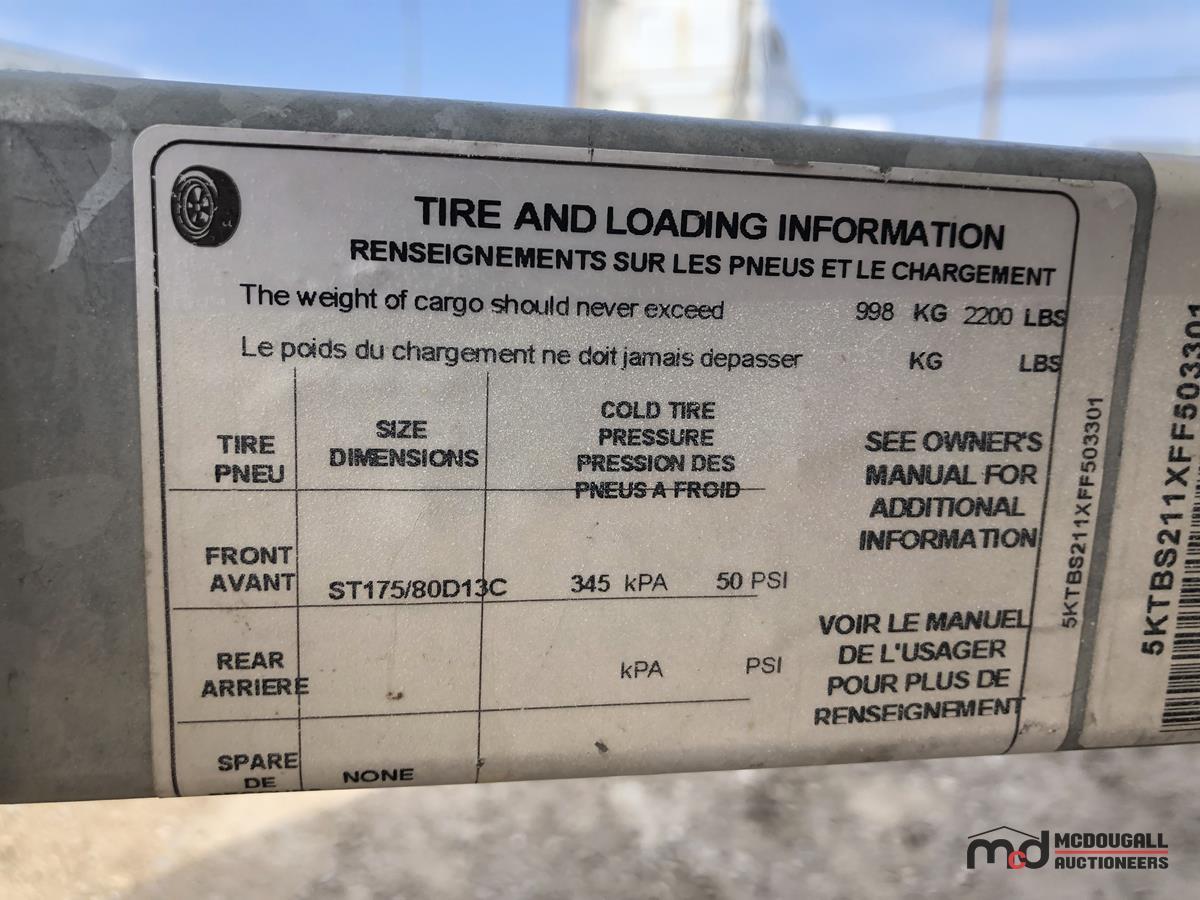 TIRE AND LOADING INFORMATION
RENSEIGNEMENTS SUR LES PNEUS ET LE CHARGEMENT
The weight of cargo should never exceed 998 KG 2200 LBS
Le poids du chargement ne doit jamais depasser KG LBS
TIRE
PNEU
SIZE
DIMENSIONS
COLD TIRE
PRESSURE
PRESSION DES
PNEUS A FROID
SEE OWNER'S
MANUAL FOR
ADDITIONAL
INFORMATION
FRONT
AVANT
ST175/80D13C 345 kPA 50 PSI
REAR
ARRIERE
kPA PSI
VOIR LE MANUEL
DE L'USAGER
POUR PLUS DE
RENSEIGNEMENT
SPARE
DE
NONE
5KTBS211XFF503301
5KTBS211XFF503301
mcd MCDOUGALL
AUCTIONEERS